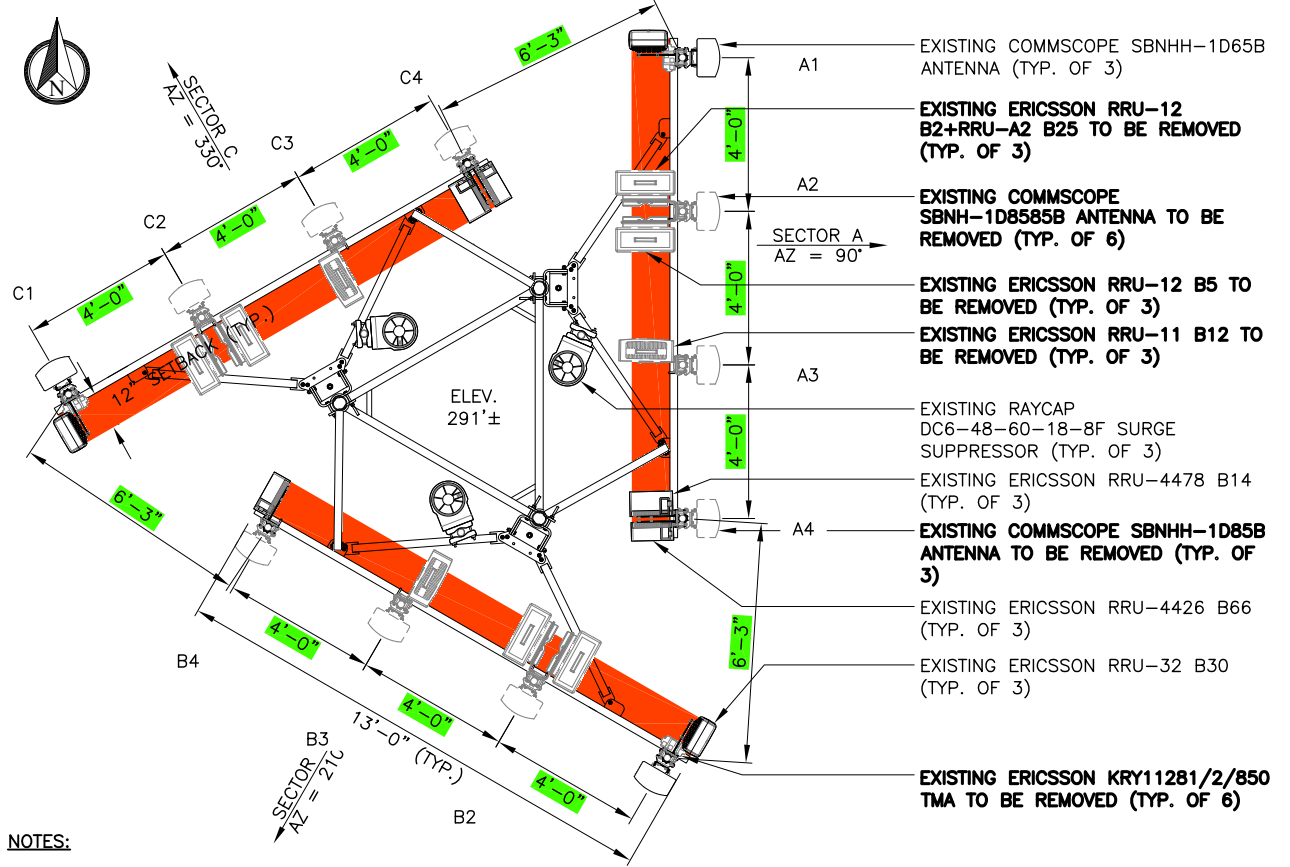 N
SECTOR C
AZ = 330°
C4
C3
C2
C1
6'-3"
4'-0"
4'-0"
4'-0"
12" SETBACK (TYP.)
6'-3"
ELEV.
291'±
A1
4'-0"
A2
SECTOR A
AZ = 90°
4'-0"
A3
4'-0"
A4
6'-3"
B4
4'-0"
4'-0"
4'-0"
13'-0" (TYP.)
B3
SECTOR B
AZ = 210
B2
EXISTING COMMSCOPE SBNHH-1D65B
ANTENNA (TYP. OF 3)
EXISTING ERICSSON RRU-12
B2+RRU-A2 B25 TO BE REMOVED
(TYP. OF 3)
EXISTING COMMSCOPE
SBNH-1D8585B ANTENNA TO BE
REMOVED (TYP. OF 6)
EXISTING ERICSSON RRU-12 B5 TO
BE REMOVED (TYP. OF 3)
EXISTING ERICSSON RRU-11 B12 TO
BE REMOVED (TYP. OF 3)
EXISTING RAYCAP
DC6-48-60-18-8F SURGE
SUPPRESSOR (TYP. OF 3)
EXISTING ERICSSON RRU-4478 B14
(TYP. OF 3)
EXISTING COMMSCOPE SBNHH-1D85B
ANTENNA TO BE REMOVED (TYP. OF
3)
EXISTING ERICSSON RRU-4426 B66
(TYP. OF 3)
EXISTING ERICSSON RRU-32 B30
(TYP. OF 3)
EXISTING ERICSSON KRY11281/2/850
TMA TO BE REMOVED (TYP. OF 6)
NOTES: